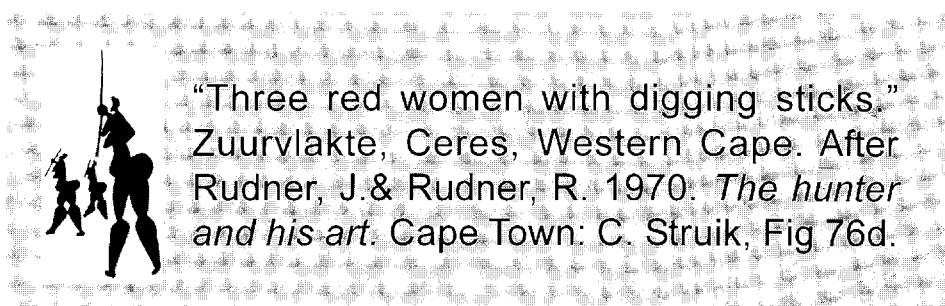 “Three red women with digging sticks.”
Zuurvlakte, Ceres, Western Cape. After
Rudner, J.& Rudner, R. 1970. The hunter
and his art. Cape Town: C. Struik, Fig 76d.